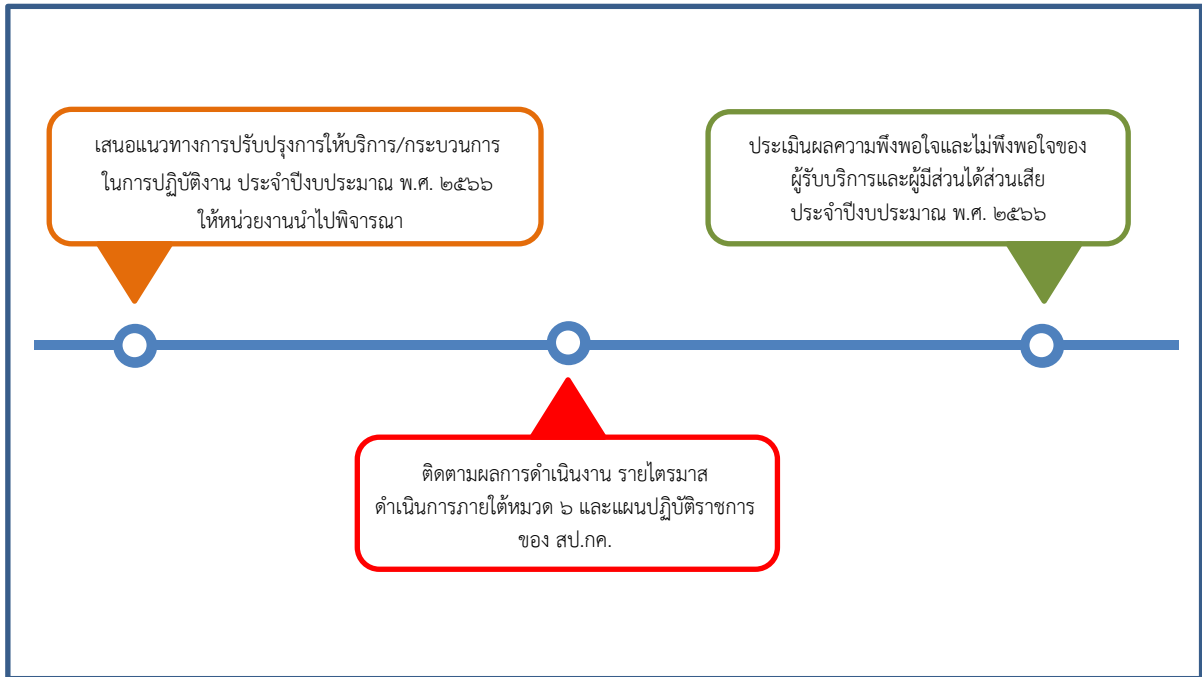 เสนอแนวทางการปรับปรุงการให้บริการ/กระบวนการ
ในการปฏิบัติงาน ประจำปีงบประมาณ พ.ศ. ๒๕๖๖
ให้หน่วยงานนำไปพิจารณา
ประเมินผลความพึงพอใจและไม่พึงพอใจของ
ผู้รับบริการและผู้มีส่วนได้ส่วนเสีย
ประจำปีงบประมาณ พ.ศ. ๒๕๖๖
ติดตามผลการดำเนินงาน รายไตรมาส
ดำเนินการภายใต้หมวด ๖ และแผนปฏิบัติราชการ
ของ สป.กค.